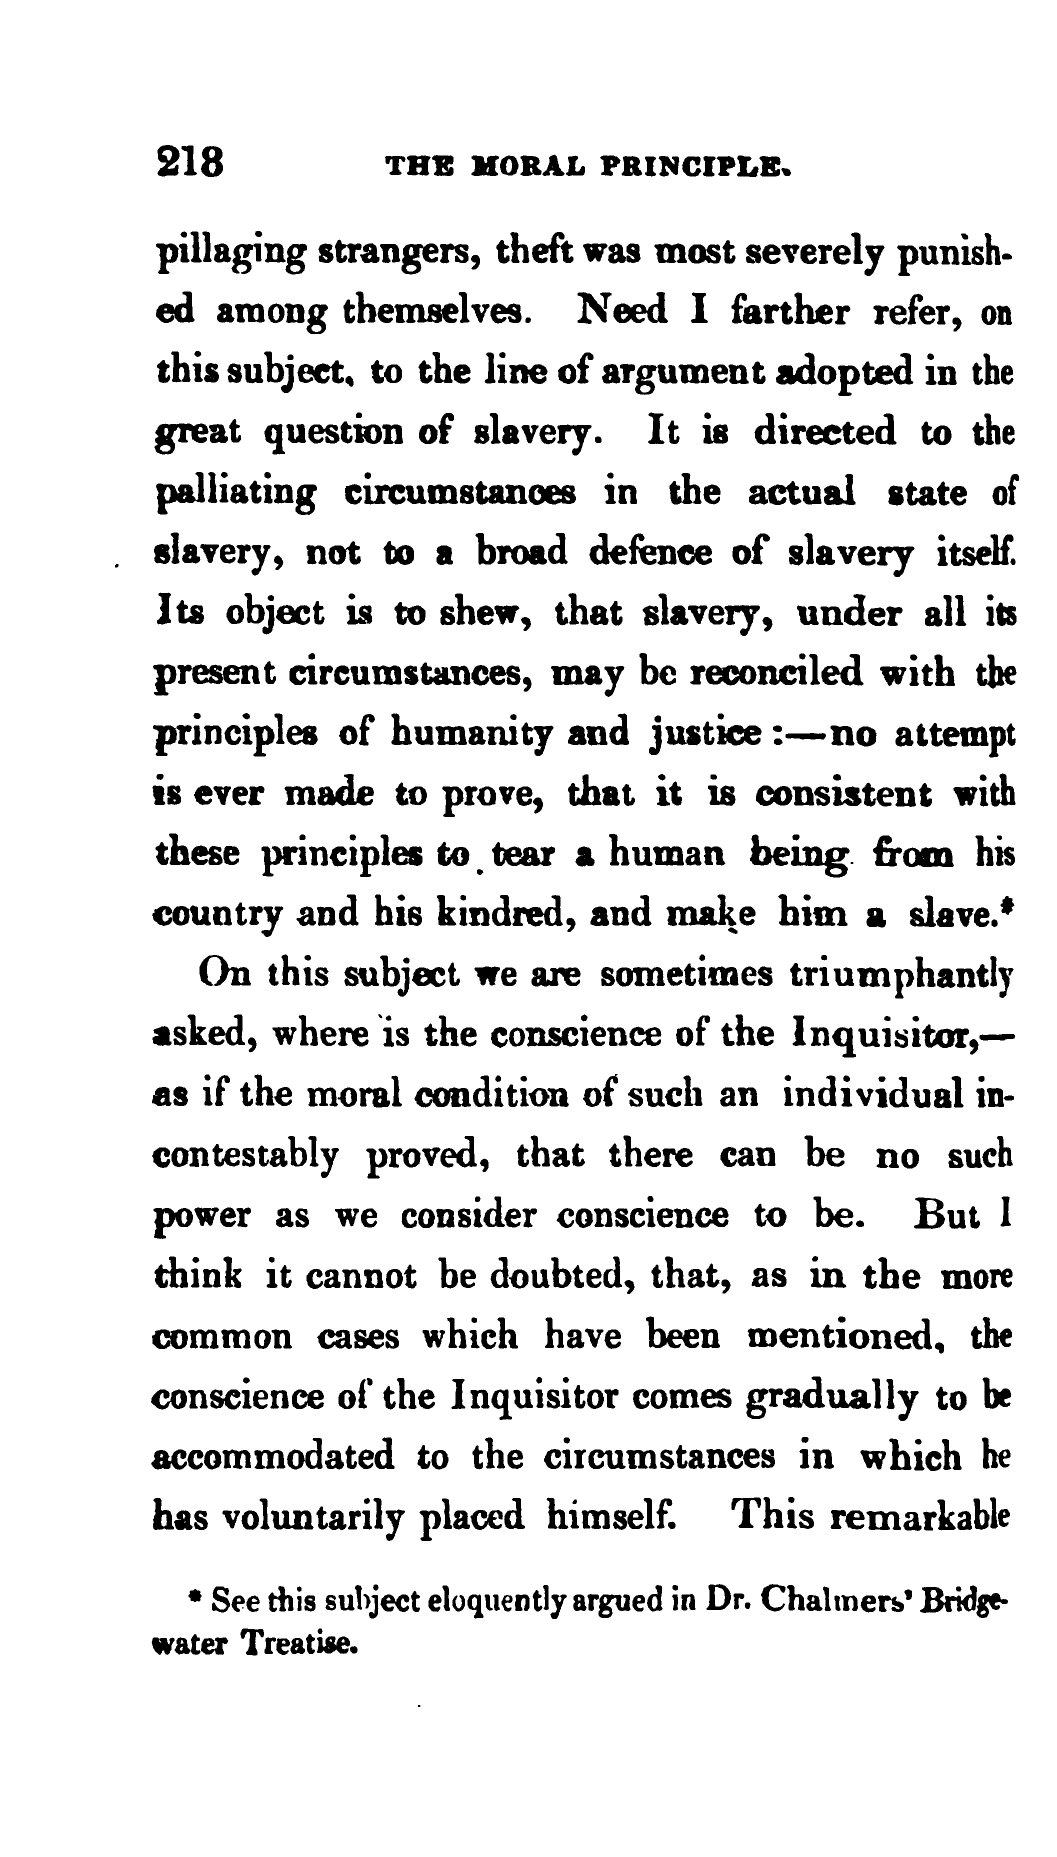 218 THE MORAL PRINCIPLE.
pillaging strangers, theft was most severely punish-
ed among themselves. Need I farther refer, on
this subject, to the line of argument adopted in the
great question of slavery. It is directed to the
palliating circumstances in the actual state of
slavery, not to a broad defence of slavery itself.
Its object is to shew, that slavery, under all its
present circumstances, may be reconciled with the
principles of humanity and justice :—no attempt
is ever made to prove, that it is consistent with
these principles to tear a human being from his
country and his kindred, and make him a slave.*
On this subject we are sometimes triumphantly
asked, where is the conscience of the Inquisitor,—
as if the moral condition of such an individual in-
contestably proved, that there can be no such
power as we consider conscience to be. But I
think it cannot be doubted, that, as in the more
common cases which have been mentioned, the
conscience of the Inquisitor comes gradually to be
accommodated to the circumstances in which he
has voluntarily placed himself. This remarkable
* See this subject eloquently argued in Dr. Chalmers' Bridge-
water Treatise.